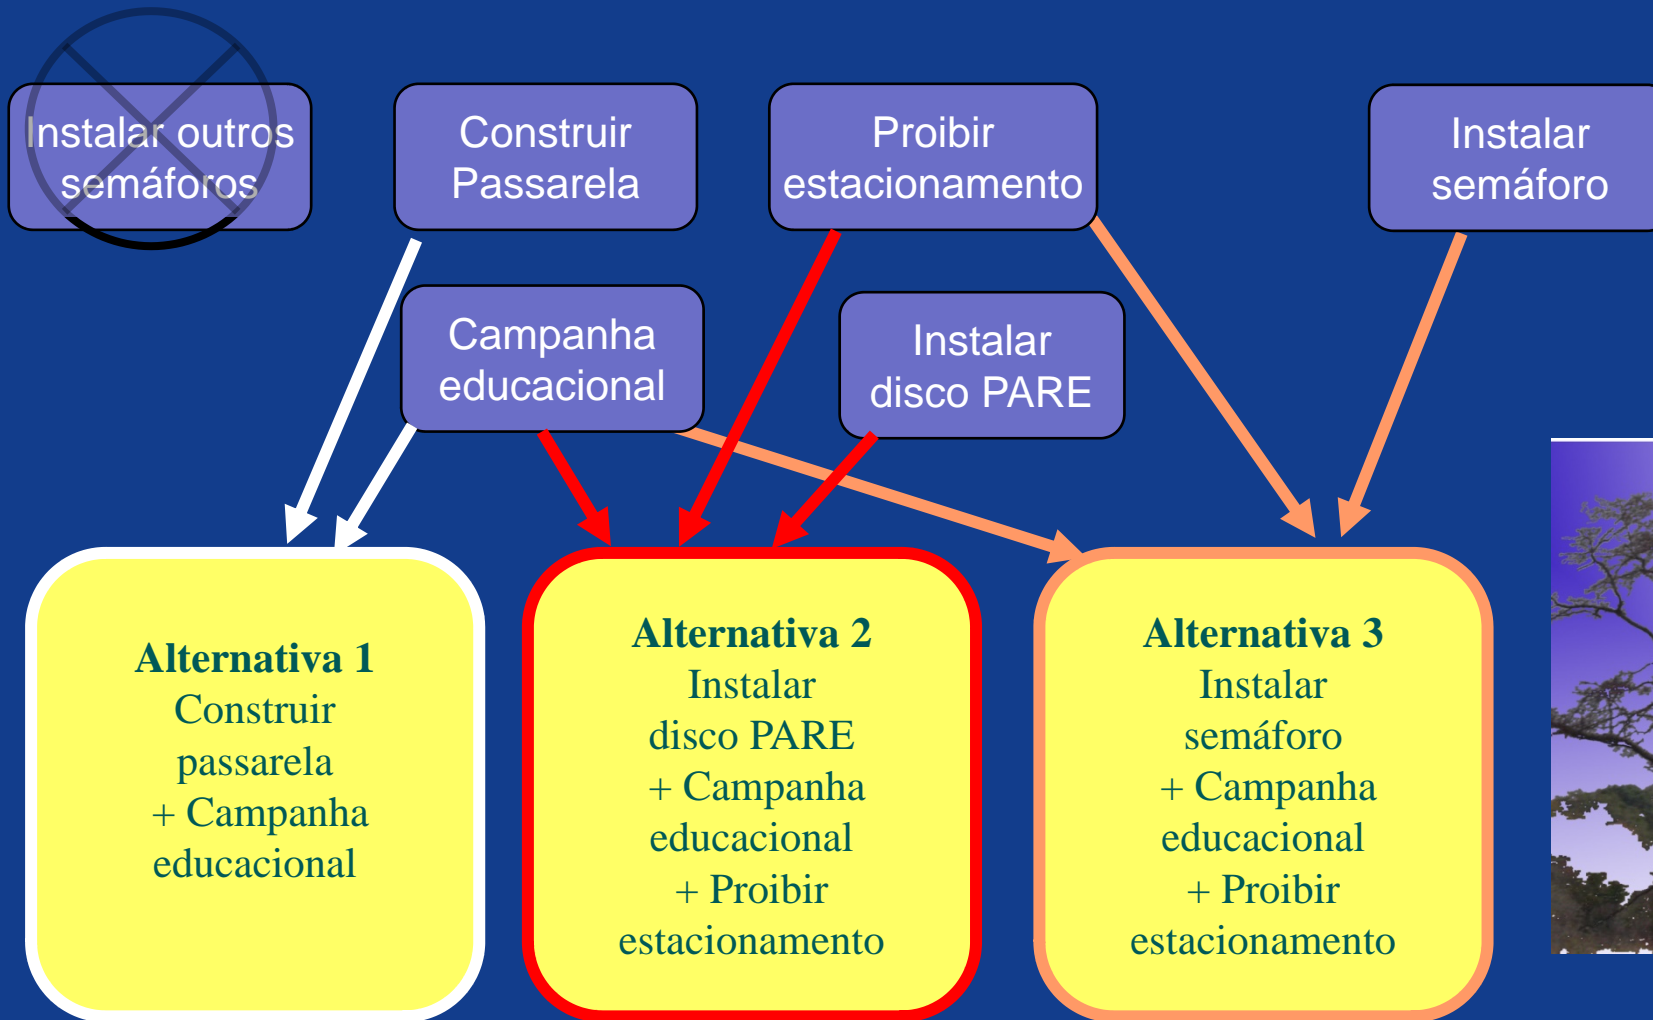 Instalar outros
semáforos
Construir
Passarela
Proibir
estacionamento
Instalar
semáforo
Campanha
educacional
Instalar
disco PARE
Alternativa 1
Construir
passarela
+ Campanha
educacional
Alternativa 2
Instalar
disco PARE
+ Campanha
educacional
+ Proibir
estacionamento
Alternativa 3
Instalar
semáforo
+ Campanha
educacional
+ Proibir
estacionamento